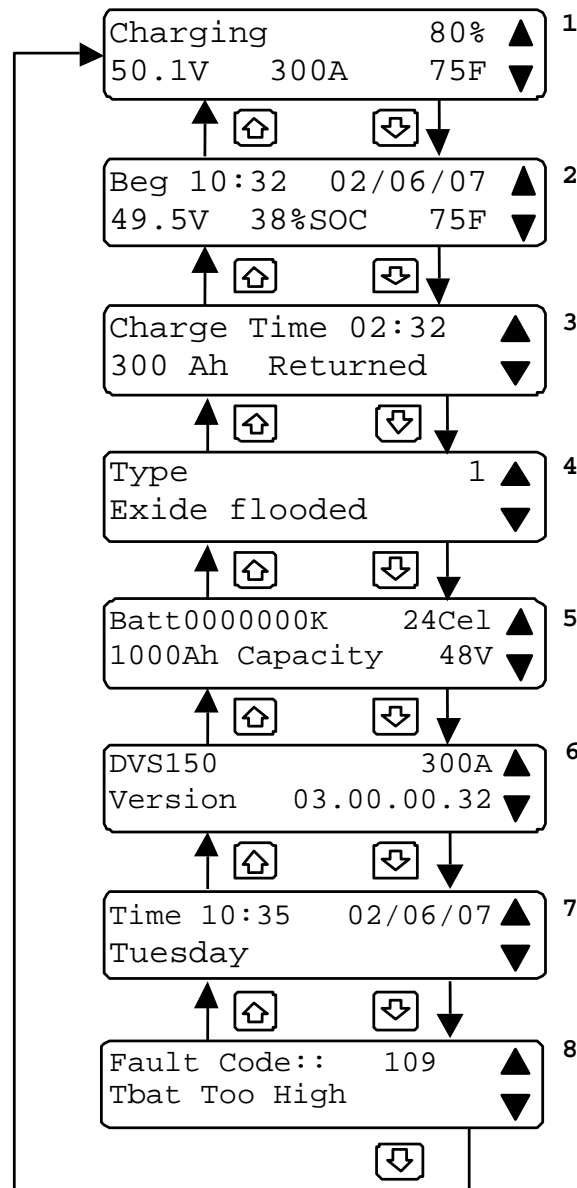 Charging 80% 1
50.1V 300A 75F
Beg 10:32 02/06/07 2
49.5V 38%SOC 75F
Charge Time 02:32 3
300 Ah Returned
Type 1 4
Exide flooded
Batt0000000K 24Cel 5
1000Ah Capacity 48V
DVS150 300A 6
Version 03.00.00.32
Time 10:35 02/06/07 7
Tuesday
Fault Code:: 109 8
Tbat Too High